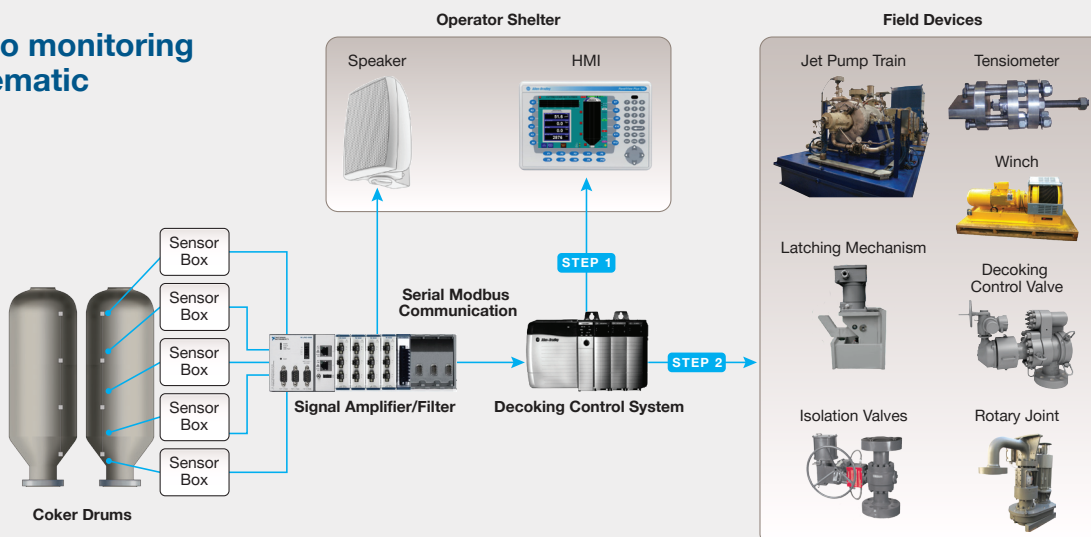 o monitoring
ematic
Operator Shelter
Speaker
HMI
Field Devices
Jet Pump Train
Tensiometer
Winch
Latching Mechanism
Decoking
Control Valve
Isolation Valves
Rotary Joint
STEP 1
Serial Modbus
Communication
STEP 2
Sensor
Box
Sensor
Box
Sensor
Box
Sensor
Box
Sensor
Box
Signal Amplifier/Filter
Decoking Control System
Coker Drums